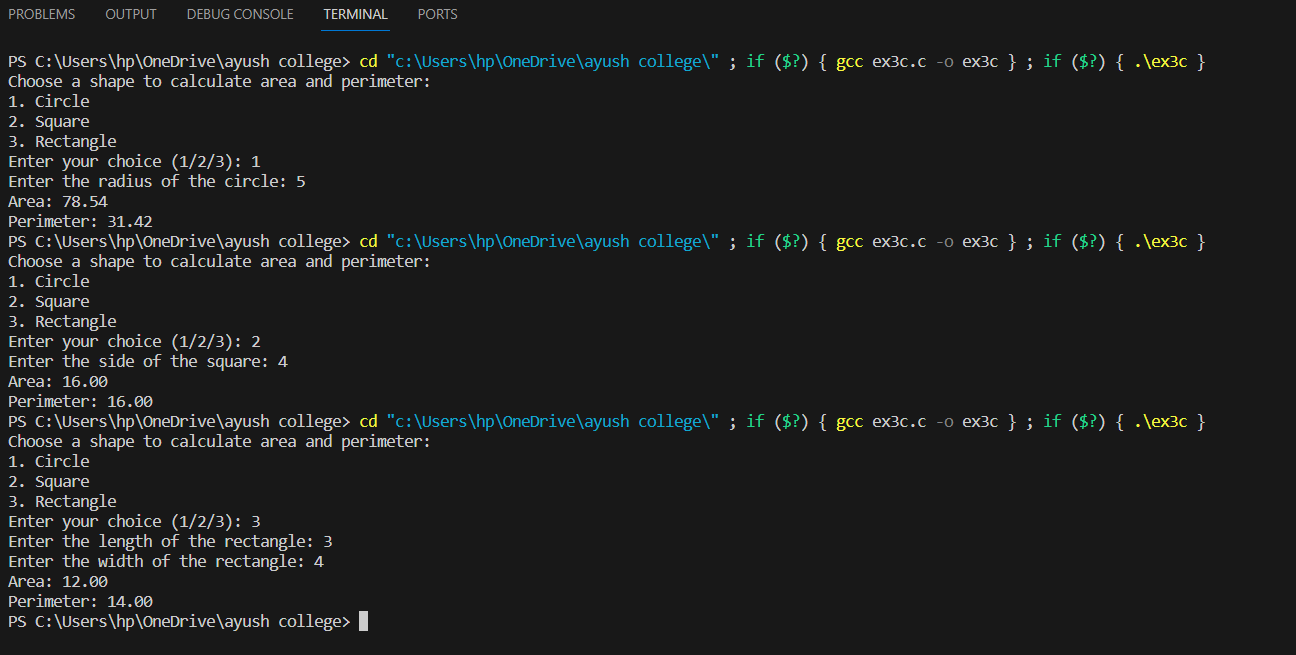 PROBLEMS OUTPUT DEBUG CONSOLE TERMINAL PORTS
PS C:\Users\hp\OneDrive\ayush college> cd "c:\Users\hp\OneDrive\ayush college\" ; if ($?) { gcc ex3c.c -o ex3c } ; if ($?) { .\ex3c }
Choose a shape to calculate area and perimeter:
1. Circle
2. Square
3. Rectangle
Enter your choice (1/2/3): 1
Enter the radius of the circle: 5
Area: 78.54
Perimeter: 31.42
PS C:\Users\hp\OneDrive\ayush college> cd "c:\Users\hp\OneDrive\ayush college\" ; if ($?) { gcc ex3c.c -o ex3c } ; if ($?) { .\ex3c }
Choose a shape to calculate area and perimeter:
1. Circle
2. Square
3. Rectangle
Enter your choice (1/2/3): 2
Enter the side of the square: 4
Area: 16.00
Perimeter: 16.00
PS C:\Users\hp\OneDrive\ayush college> cd "c:\Users\hp\OneDrive\ayush college\" ; if ($?) { gcc ex3c.c -o ex3c } ; if ($?) { .\ex3c }
Choose a shape to calculate area and perimeter:
1. Circle
2. Square
3. Rectangle
Enter your choice (1/2/3): 3
Enter the length of the rectangle: 3
Enter the width of the rectangle: 4
Area: 12.00
Perimeter: 14.00
PS C:\Users\hp\OneDrive\ayush college>